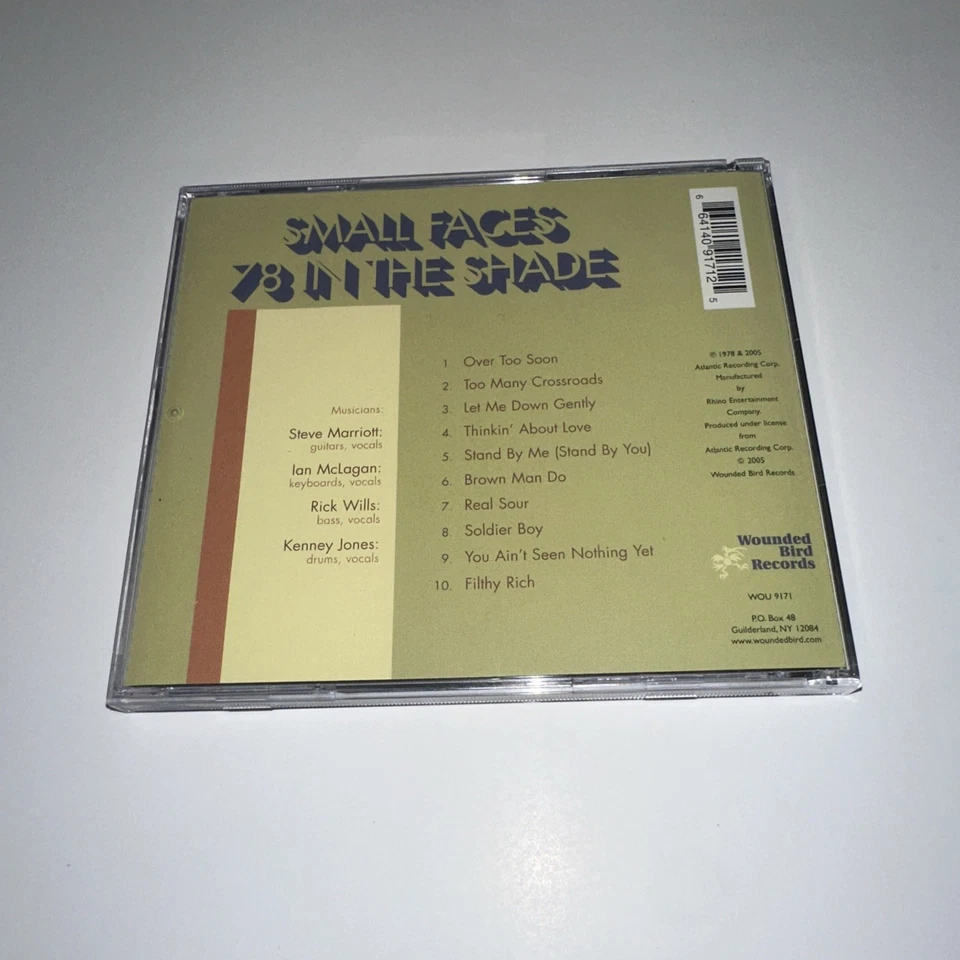 SMALL FACES
78 IN THE SHADE
6 64140 91712 5
Musicians:
Steve Marriott:
guitars, vocals
Ian McLagan:
keyboards, vocals
Rick Wills:
bass, vocals
Kenney Jones:
drums, vocals
1. Over Too Soon
2. Too Many Crossroads
3. Let Me Down Gently
4. Thinkin' About Love
5. Stand By Me (Stand By You)
6. Brown Man Do
7. Real Sour
8. Soldier Boy
9. You Ain't Seen Nothing Yet
10. Filthy Rich
℗ 1978 & 2005
Atlantic Recording Corp.
Manufactured
by
Rhino Entertainment
Company.
Produced under license
from
Atlantic Recording Corp.
© 2005
Wounded Bird Records
Wounded
Bird
Records
WOU 9171
P.O. Box 48
Guilderland, NY 12084
www.woundedbird.com